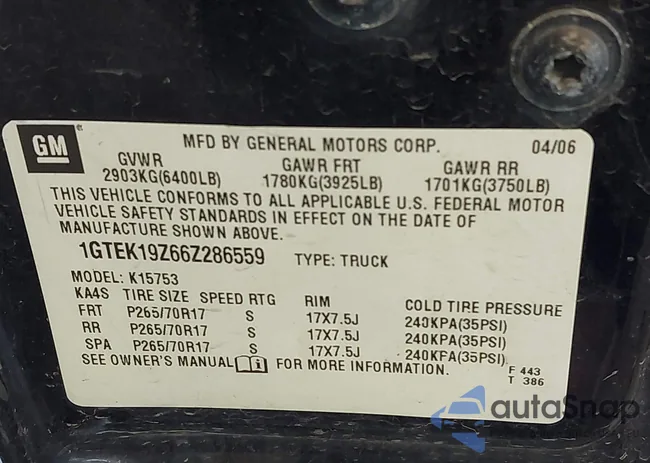 GM
MFD BY GENERAL MOTORS CORP. 04/06
GVWR GAWR FRT GAWR RR
2903KG(6400LB) 1780KG(3925LB) 1701KG(3750LB)
THIS VEHICLE CONFORMS TO ALL APPLICABLE U.S. FEDERAL MOTOR
VEHICLE SAFETY STANDARDS IN EFFECT ON THE DATE OF
MANUFACTURE SHOWN ABOVE.
1GTEK19Z66Z286559 TYPE: TRUCK
MODEL: K15753
KA4S TIRE SIZE SPEED RTG RIM COLD TIRE PRESSURE
FRT P265/70R17 S 17X7.5J 240KPA(35PSI)
RR P265/70R17 S 17X7.5J 240KPA(35PSI)
SPA P265/70R17 S 17X7.5J 240KPA(35PSI)
SEE OWNER'S MANUAL FOR MORE INFORMATION.
F 443
T 386
autoSnap